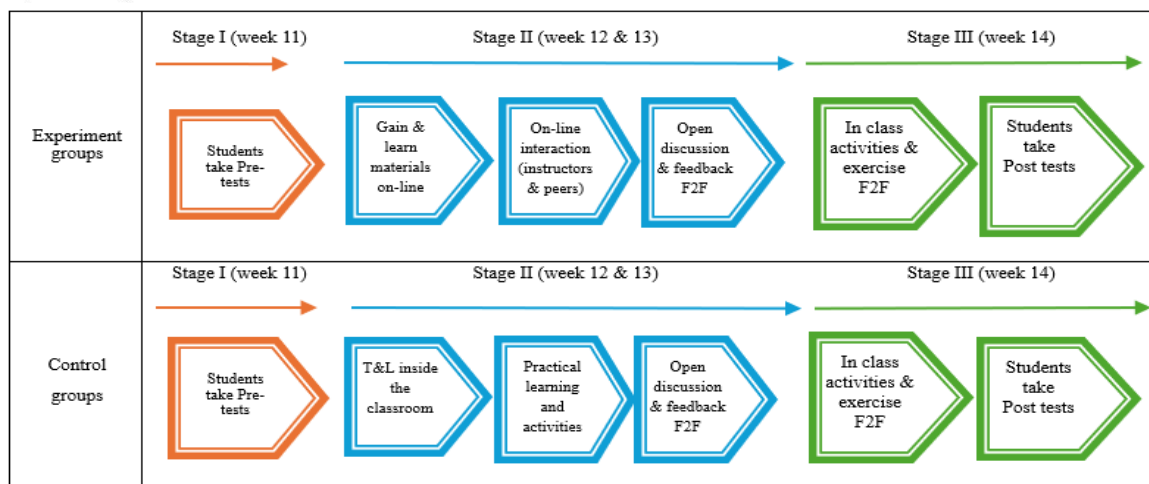 Stage I (week 11)
Stage II (week 12 & 13)
Stage III (week 14)
Experiment
groups
Students
take Pre-
tests
Gain &
learn
materials
on-line
On-line
interaction
(instructors
& peers)
Open
discussion
& feedback
F2F
In class
activities &
exercise
F2F
Students
take
Post tests
Stage I (week 11)
Stage II (week 12 & 13)
Stage III (week 14)
Control
groups
Students
take Pre-
tests
T&L inside
the
classroom
Practical
learning
and
activities
Open
discussion
& feedback
F2F
In class
activities &
exercise
F2F
Students
take
Post tests